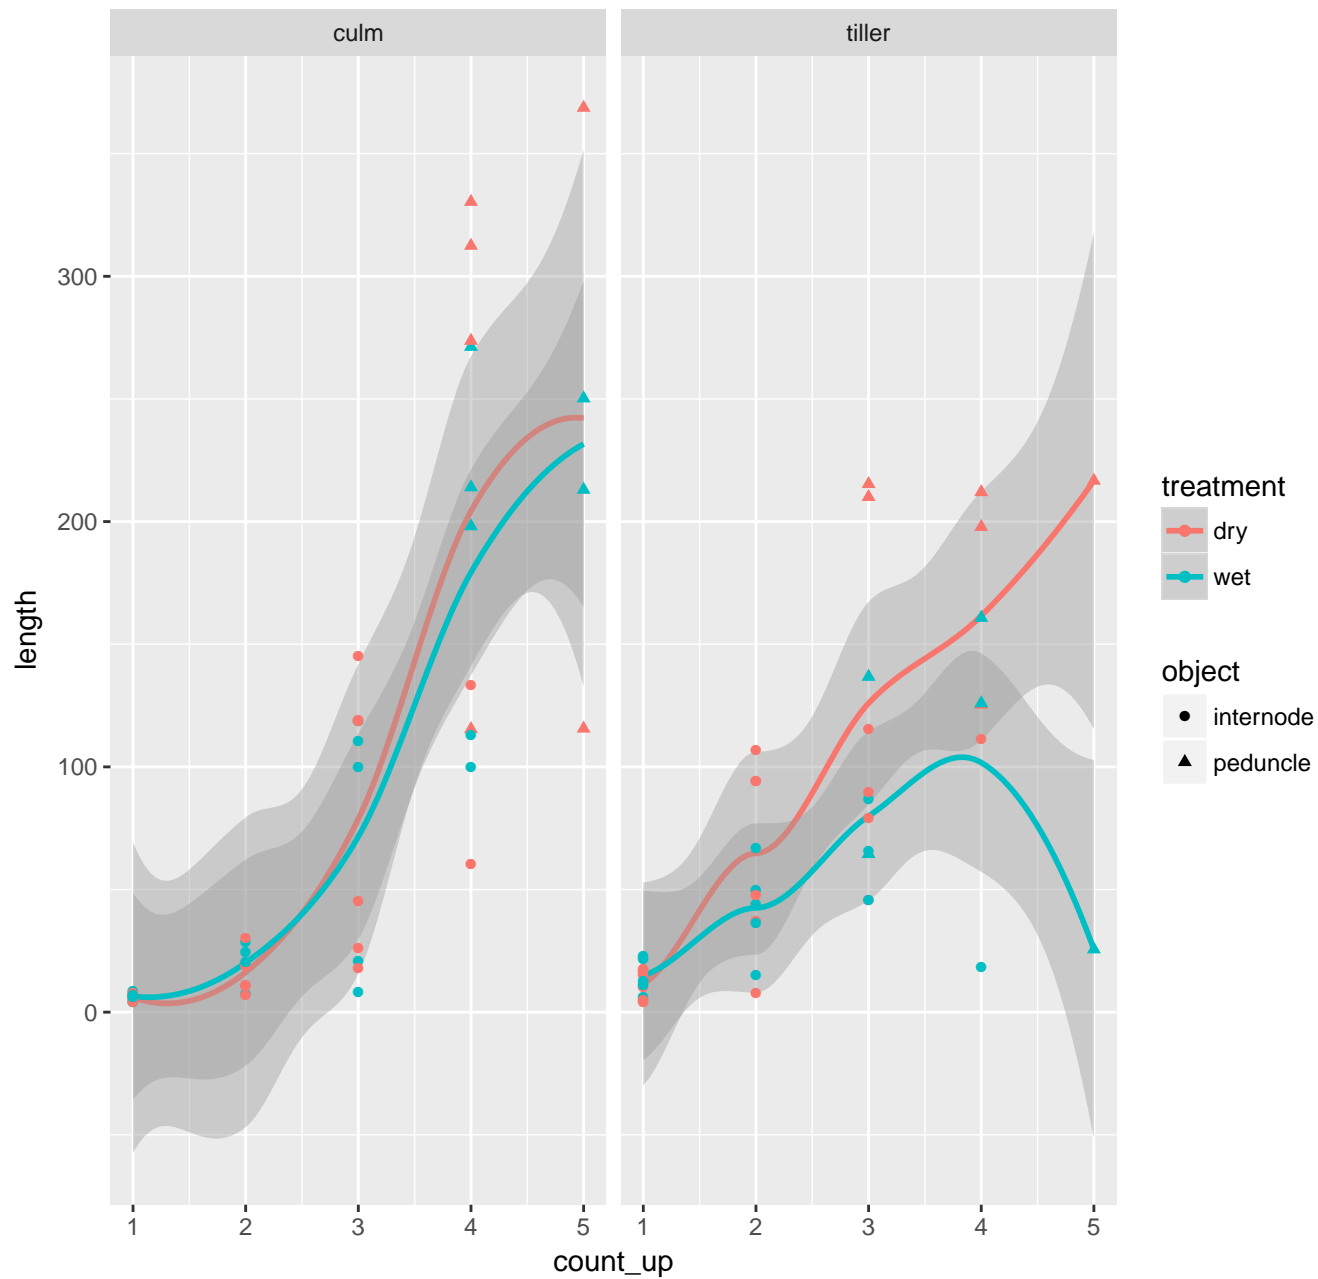 culm
tiller
300
200
100
0
length
1 2 3 4 5
1 2 3 4 5
count_up
treatment
dry
wet
object
internode
peduncle